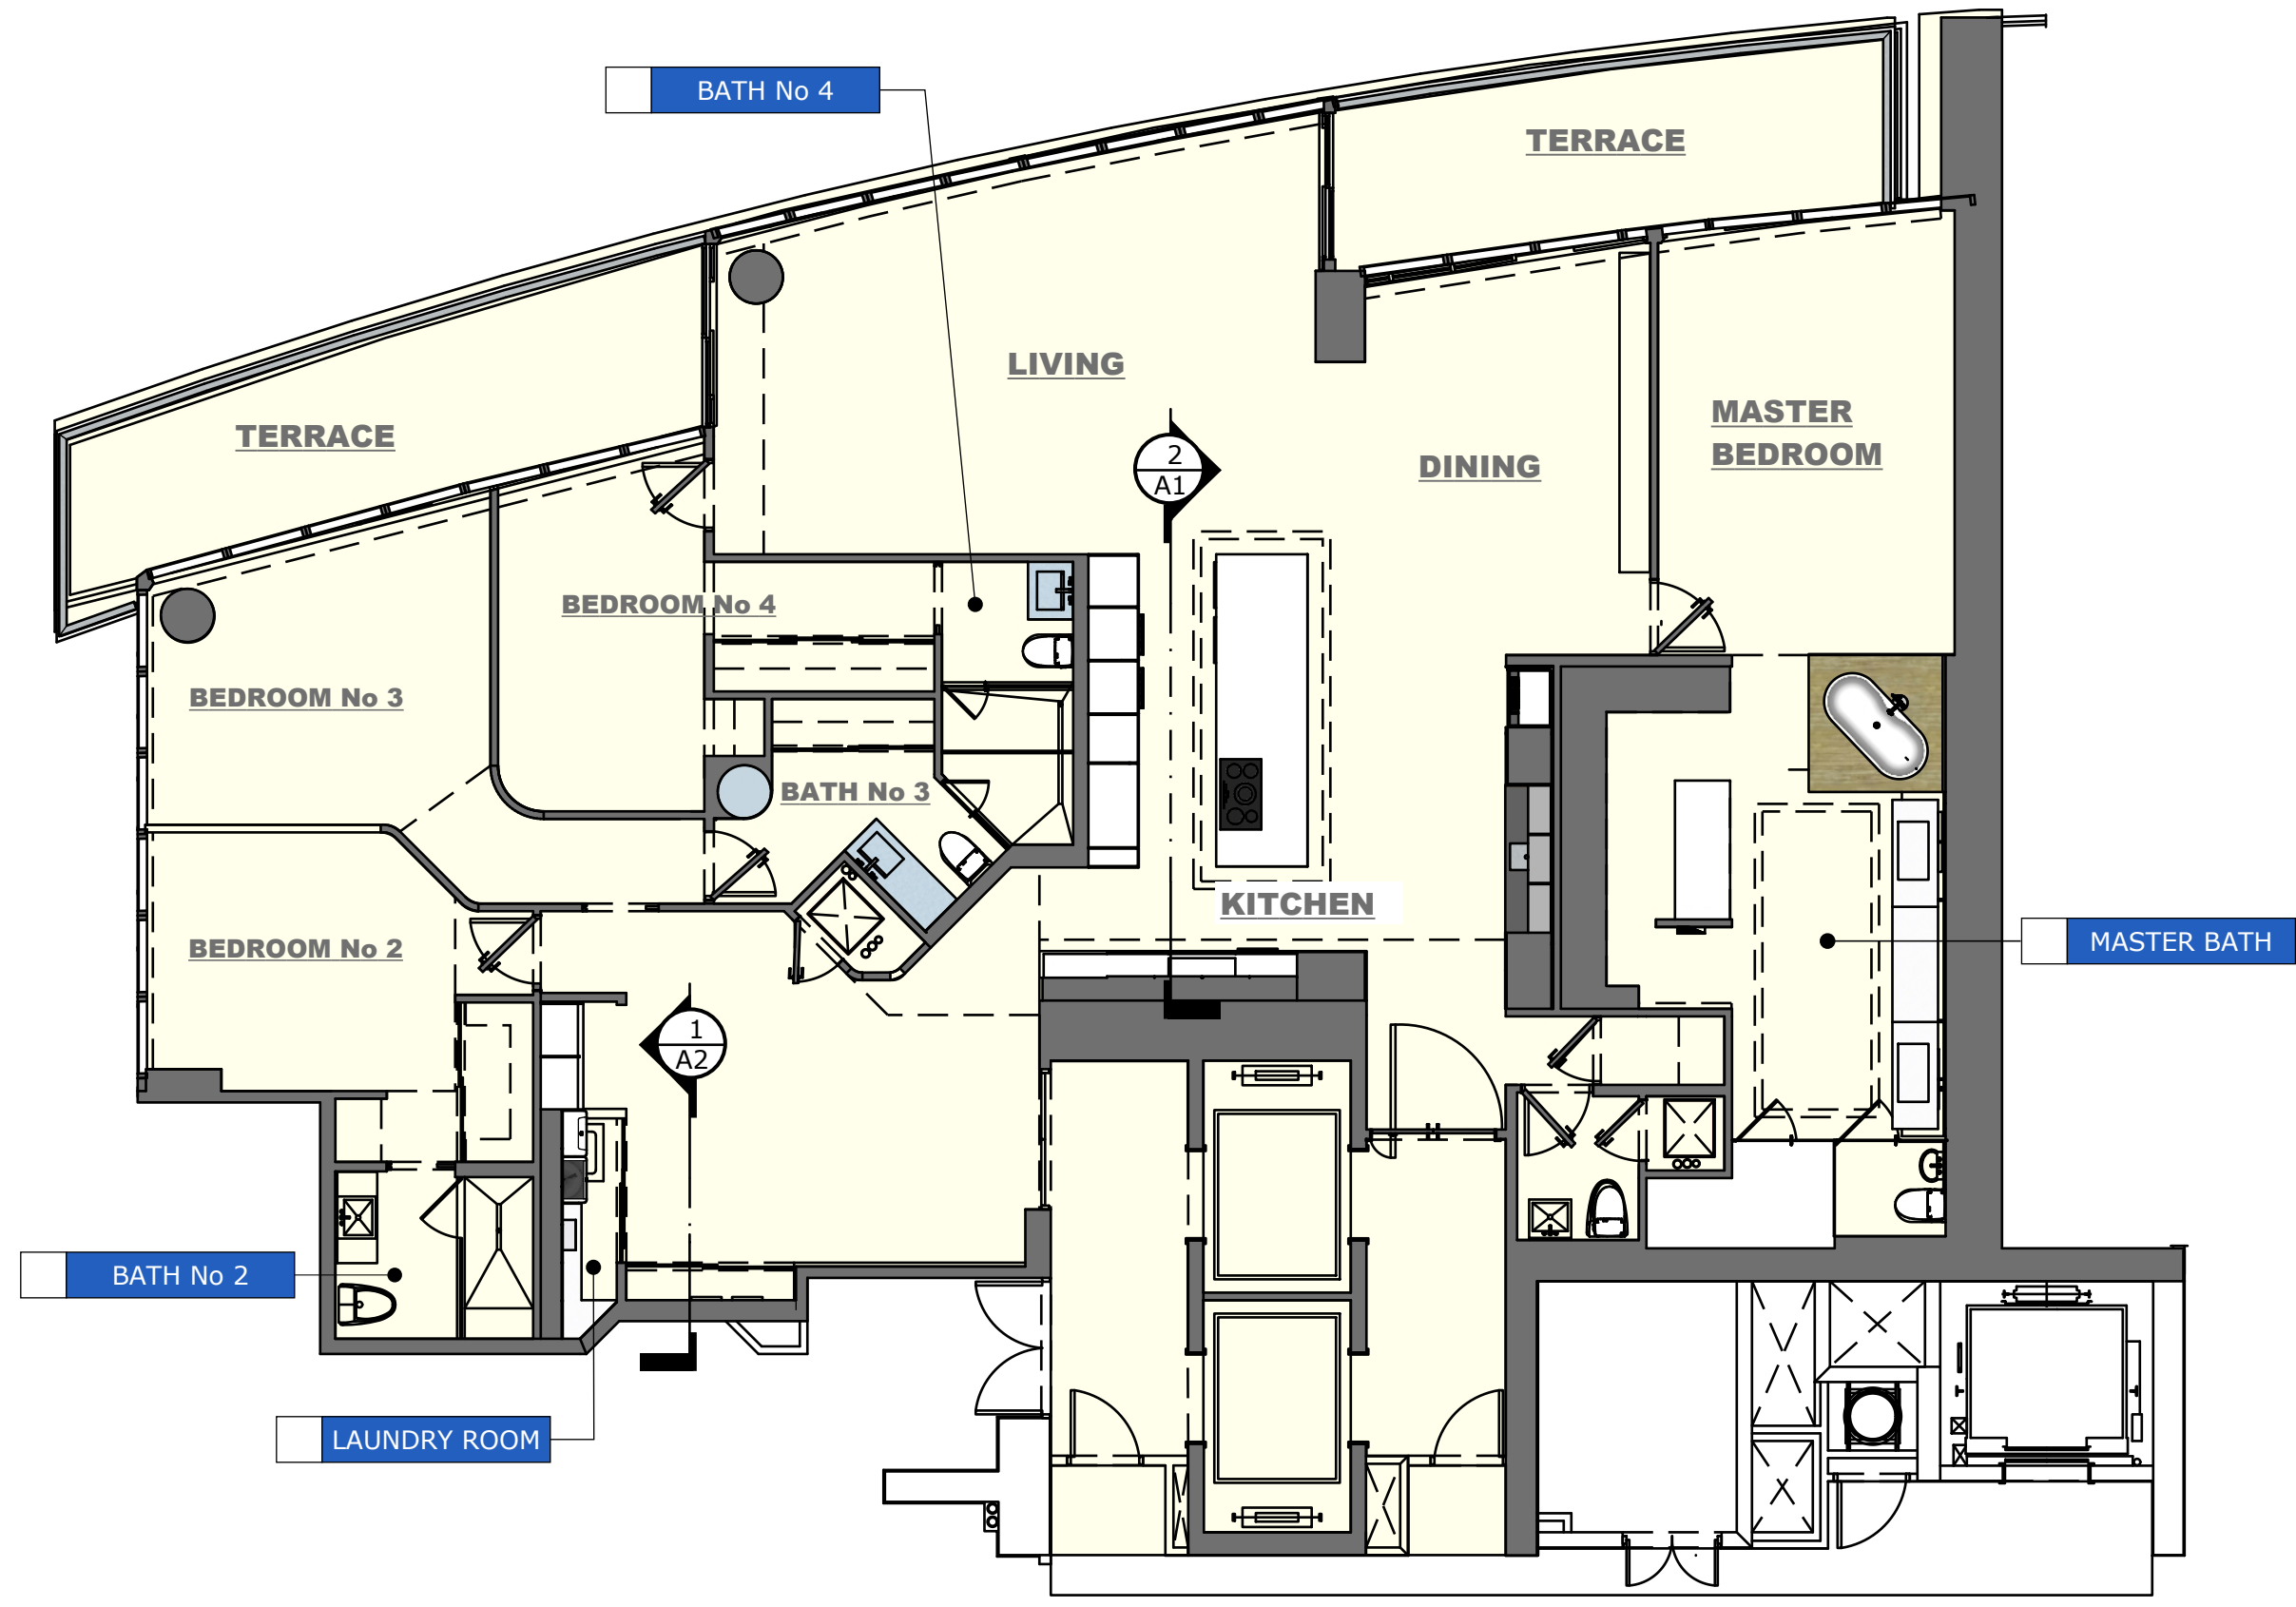 BATH No 4
TERRACE
LIVING
MASTER
BEDROOM
TERRACE
2
A1
DINING
BEDROOM No 4
BEDROOM No 3
BATH No 3
KITCHEN
BEDROOM No 2
MASTER BATH
1
A2
BATH No 2
LAUNDRY ROOM